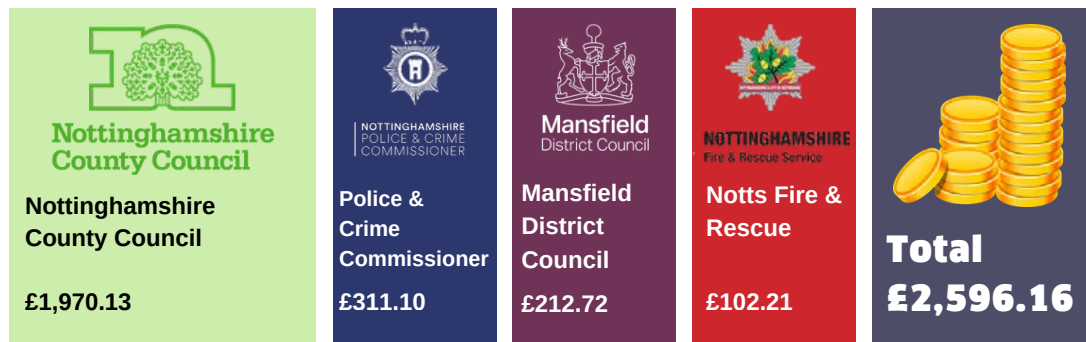 Nottinghamshire
County Council
Nottinghamshire
County Council
£1,970.13
NOTTINGHAMSHIRE
POLICE & CRIME
COMMISSIONER
Police &
Crime
Commissioner
£311.10
Mansfield
District Council
Mansfield
District
Council
£212.72
NOTTINGHAMSHIRE
Fire & Rescue Service
Notts Fire &
Rescue
£102.21
Total
£2,596.16